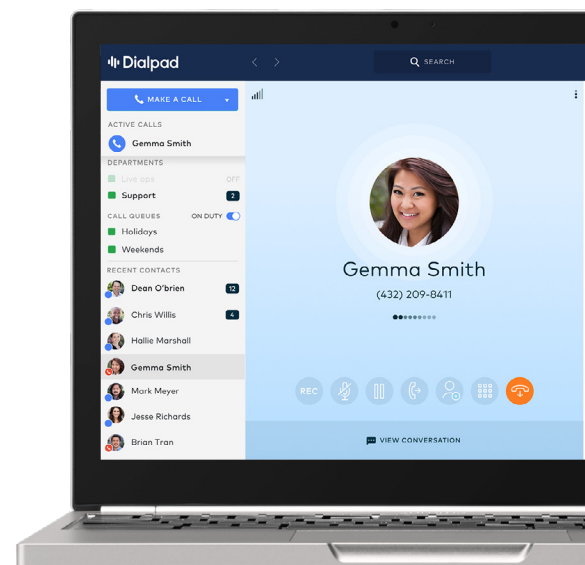 Dialpad
SEARCH
MAKE A CALL
ACTIVE CALLS
Gemma Smith
DEPARTMENTS
Live ops OFF
Support 2
CALL QUEUES ON DUTY
Holidays
Weekends
RECENT CONTACTS
Dean O'brien 12
Chris Willis 4
Hallie Marshall
Gemma Smith
Mark Meyer
Jesse Richards
Brian Tran
Gemma Smith
(432) 209-8411
REC
VIEW CONVERSATION